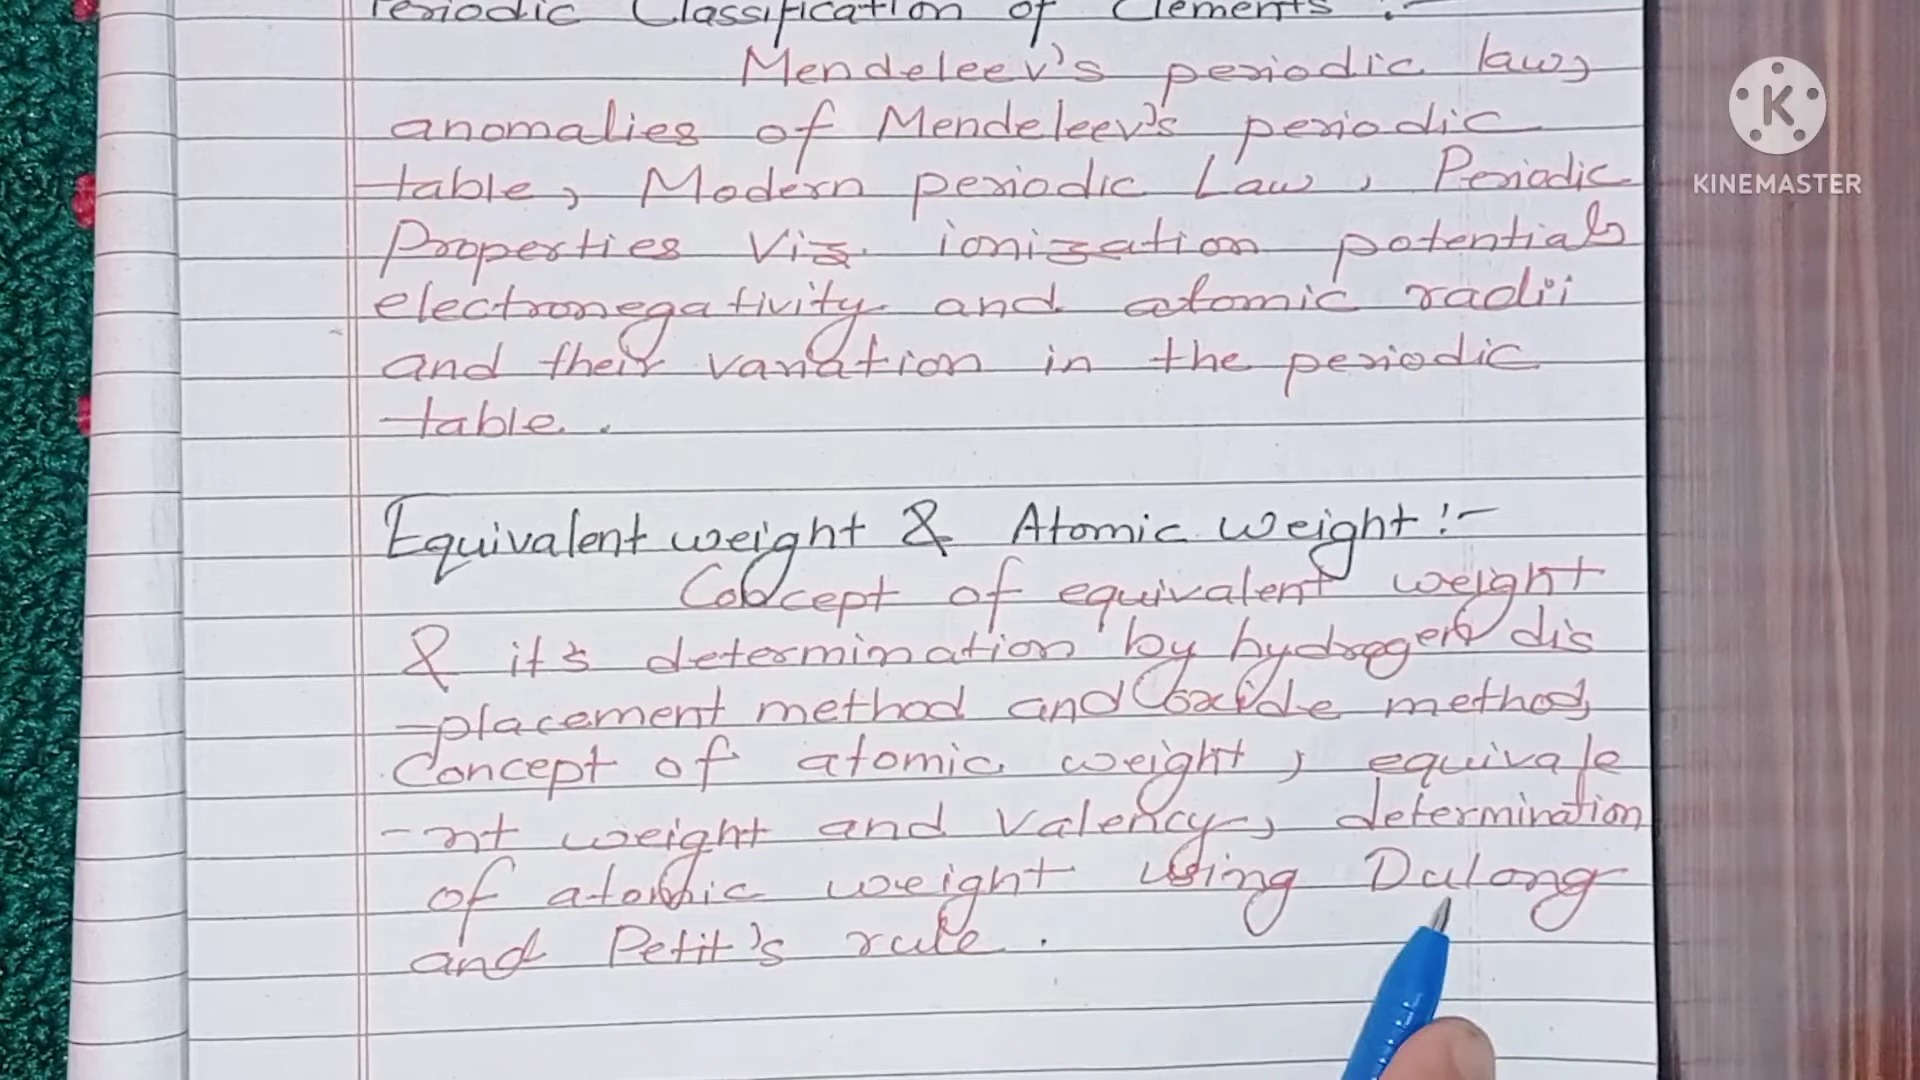 Periodic Classification of Elements :-
Mendeleev's periodic law,
anomalies of Mendeleev's periodic
table, Modern periodic Law, Periodic
Properties Viz. ionization potentials
electronegativity and atomic radii
and their variation in the periodic
table.
Equivalent weight & Atomic weight :-
Concept of equivalent weight
& it's determination by hydrogen dis
-placement method and oxide method,
Concept of atomic weight, equivale
-nt weight and valency, determination
of atomic weight using Dulong
and Petit's rule.
K
KINEMASTER